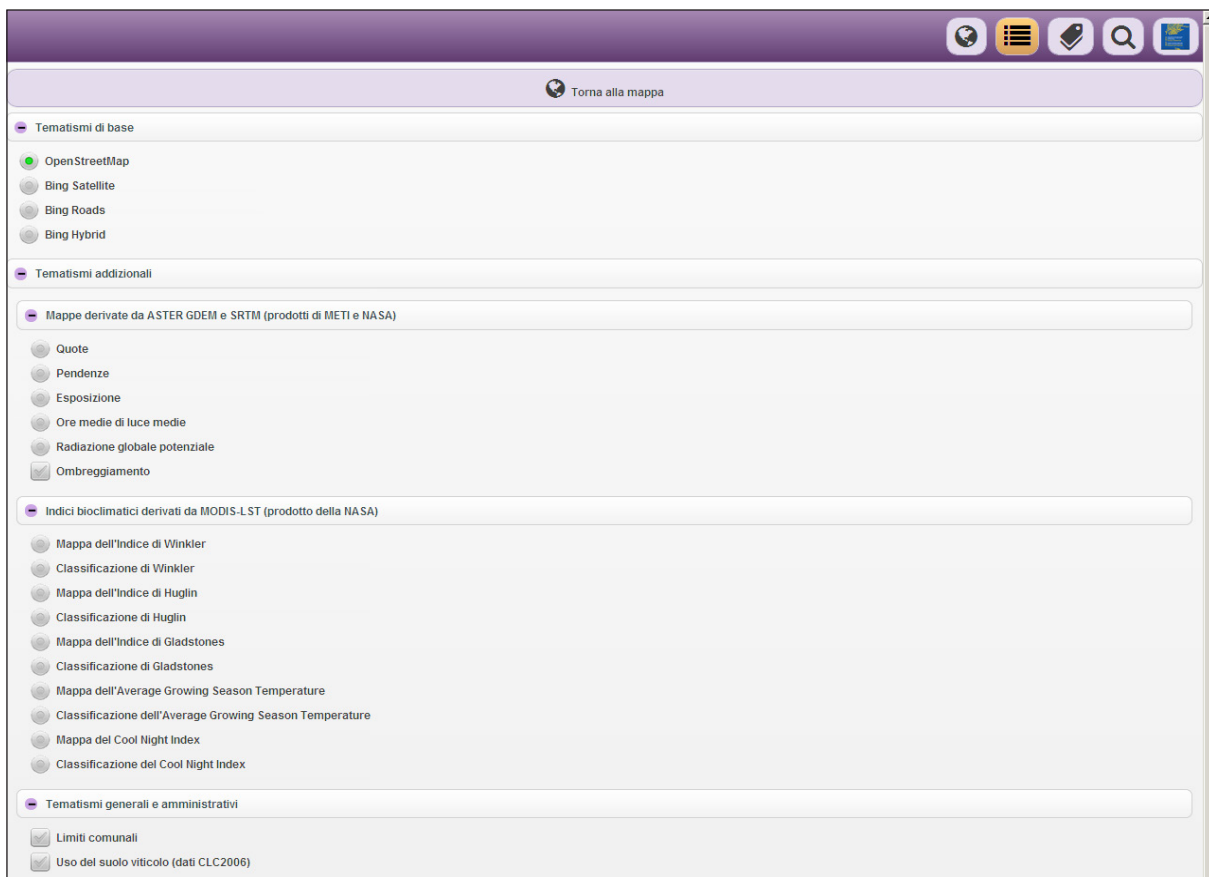 Torna alla mappa
Tematismi di base
OpenStreetMap
Bing Satellite
Bing Roads
Bing Hybrid
Tematismi addizionali
Mappe derivate da ASTER GDEM e SRTM (prodotti di METI e NASA)
Quote
Pendenze
Esposizione
Ore medie di luce medie
Radiazione globale potenziale
Ombreggiamento
Indici bioclimatici derivati da MODIS-LST (prodotto della NASA)
Mappa dell'Indice di Winkler
Classificazione di Winkler
Mappa dell'Indice di Huglin
Classificazione di Huglin
Mappa dell'Indice di Gladstones
Classificazione di Gladstones
Mappa dell'Average Growing Season Temperature
Classificazione dell'Average Growing Season Temperature
Mappa del Cool Night Index
Classificazione del Cool Night Index
Tematismi generali e amministrativi
Limiti comunali
Uso del suolo viticolo (dati CLC2006)